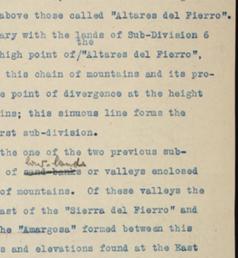 above those called "Altares del Fierro".
ary with the lands of Sub-Division 6
the
high point of/"Altares del Fierro",
this chain of mountains and its pro-
e point of divergence at the height
ins; this sinuous line forms the
rst sub-division.
the one of the two previous sub-
low-lands
of sand-banks or valleys enclosed
of mountains. Of these valleys the
ast of the "Sierra del Fierro" and
he "Amargosa" formed between this
s and elevations found at the East